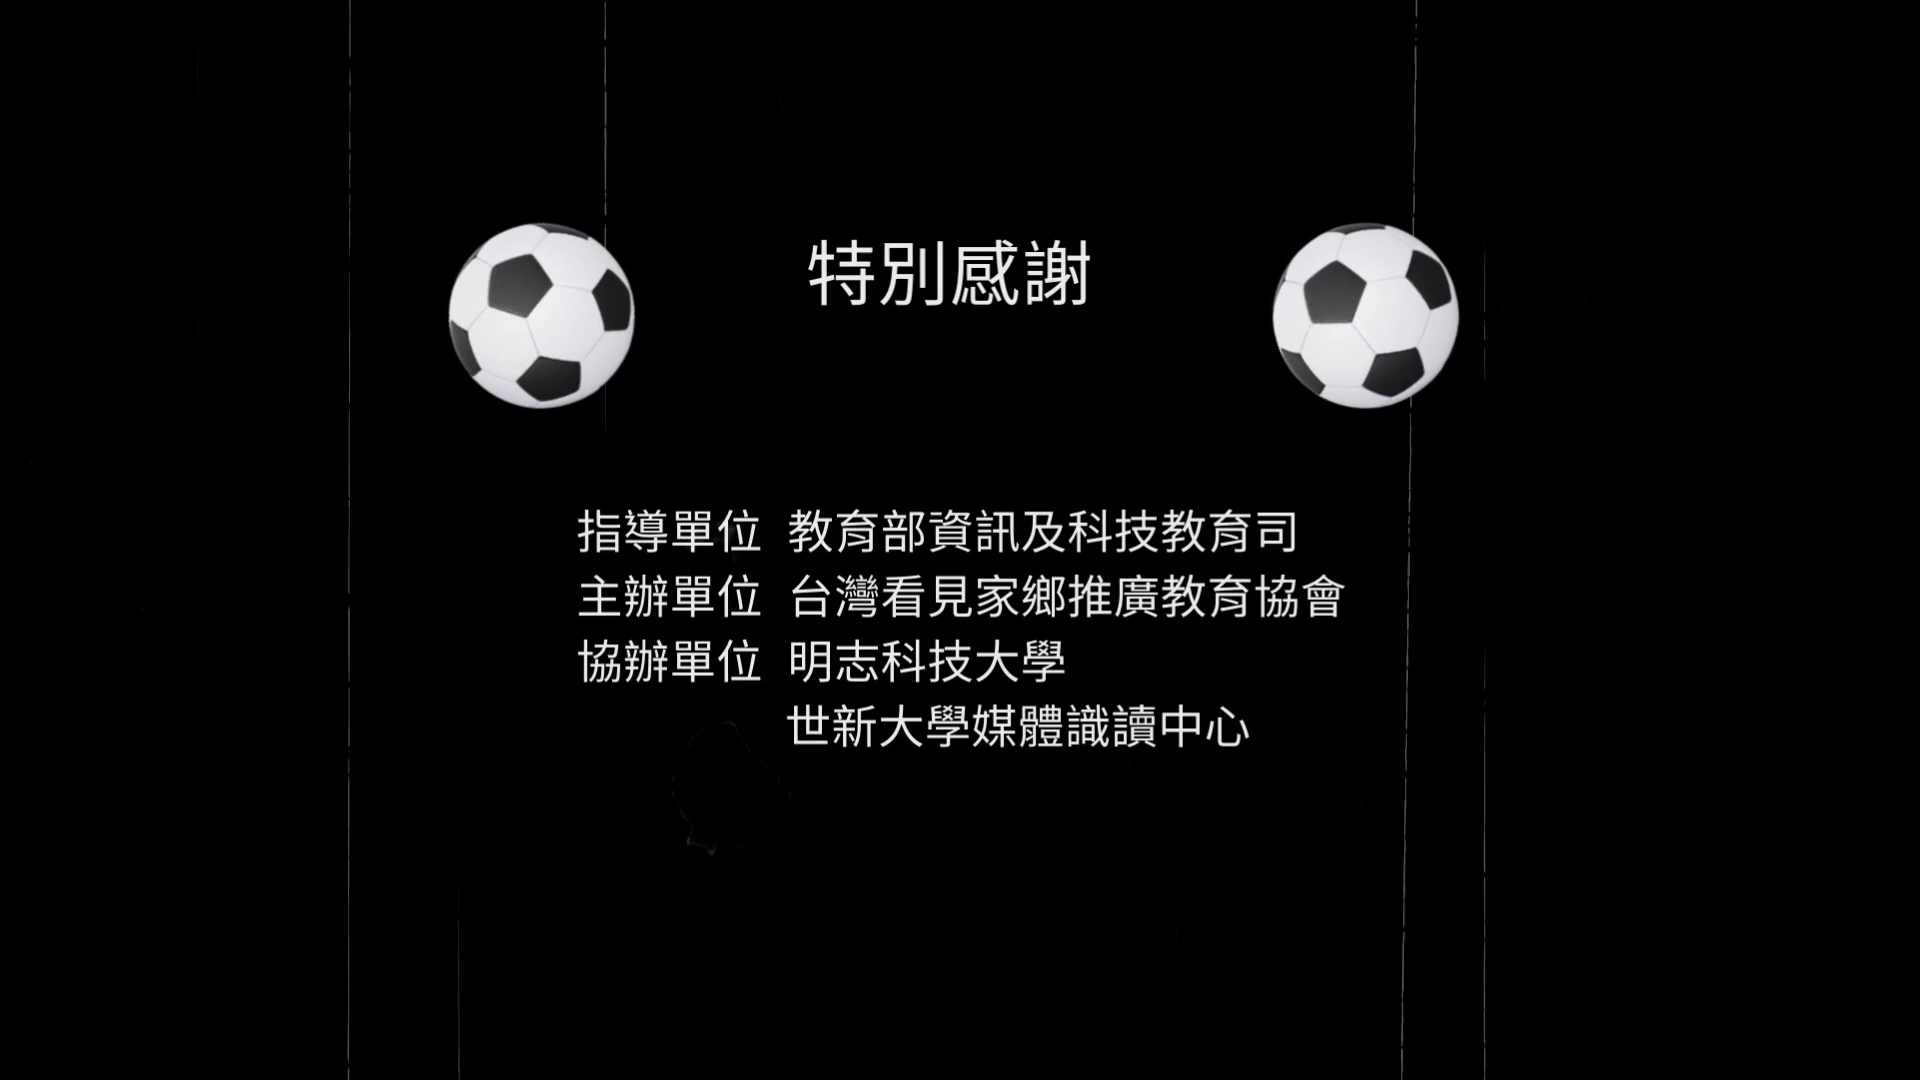 特別感謝
指導單位 教育部資訊及科技教育司
主辦單位 台灣看見家鄉推廣教育協會
協辦單位 明志科技大學
世新大學媒體識讀中心